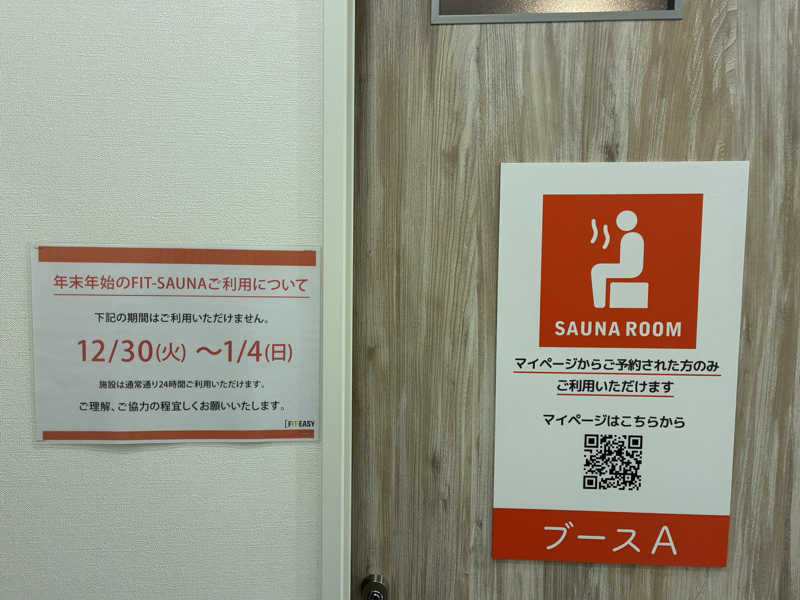 年末年始のFIT-SAUNAご利用について
下記の期間はご利用いただけません。
12/30(火) ～1/4(日)
施設は通常通り24時間ご利用いただけます。
ご理解、ご協力の程宜しくお願いいたします。
FIT-EASY
SAUNA ROOM
マイページからご予約された方のみ
ご利用いただけます
マイページはこちらから
ブース A